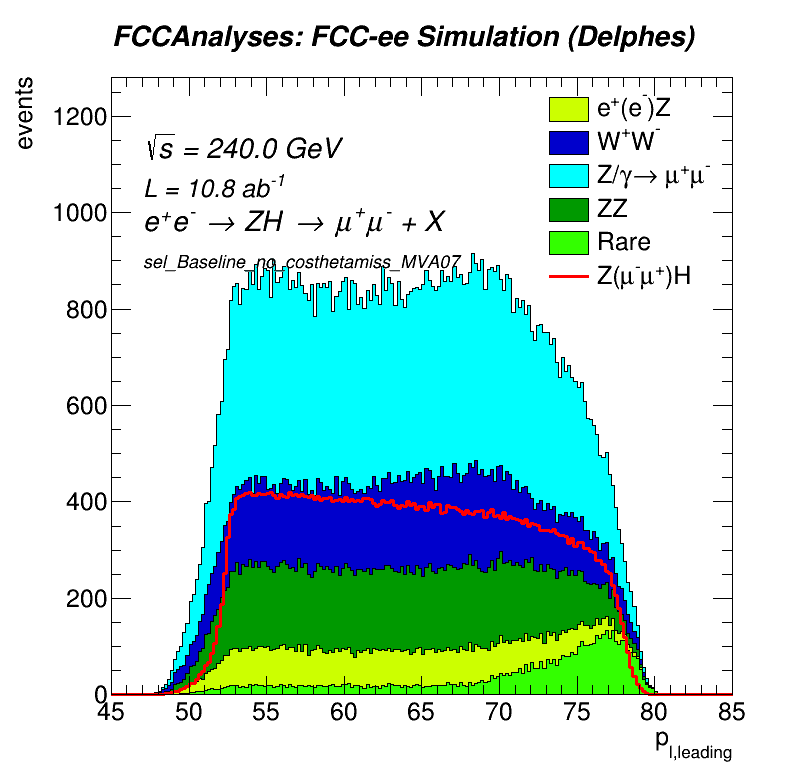 FCCAnalyses: FCC-ee Simulation (Delphes)
events
1200
1000
800
600
400
200
0
√s = 240.0 GeV
L = 10.8 ab⁻¹
e⁺e⁻ → ZH → μ⁺μ⁻ + X
sel_Baseline_no_costhetamiss_MVA07
e⁺(e⁻)Z
W⁺W⁻
Z/γ→ μ⁺μ⁻
ZZ
Rare
Z(μ⁻μ⁺)H
45 50 55 60 65 70 75 80 85
p_l,leading